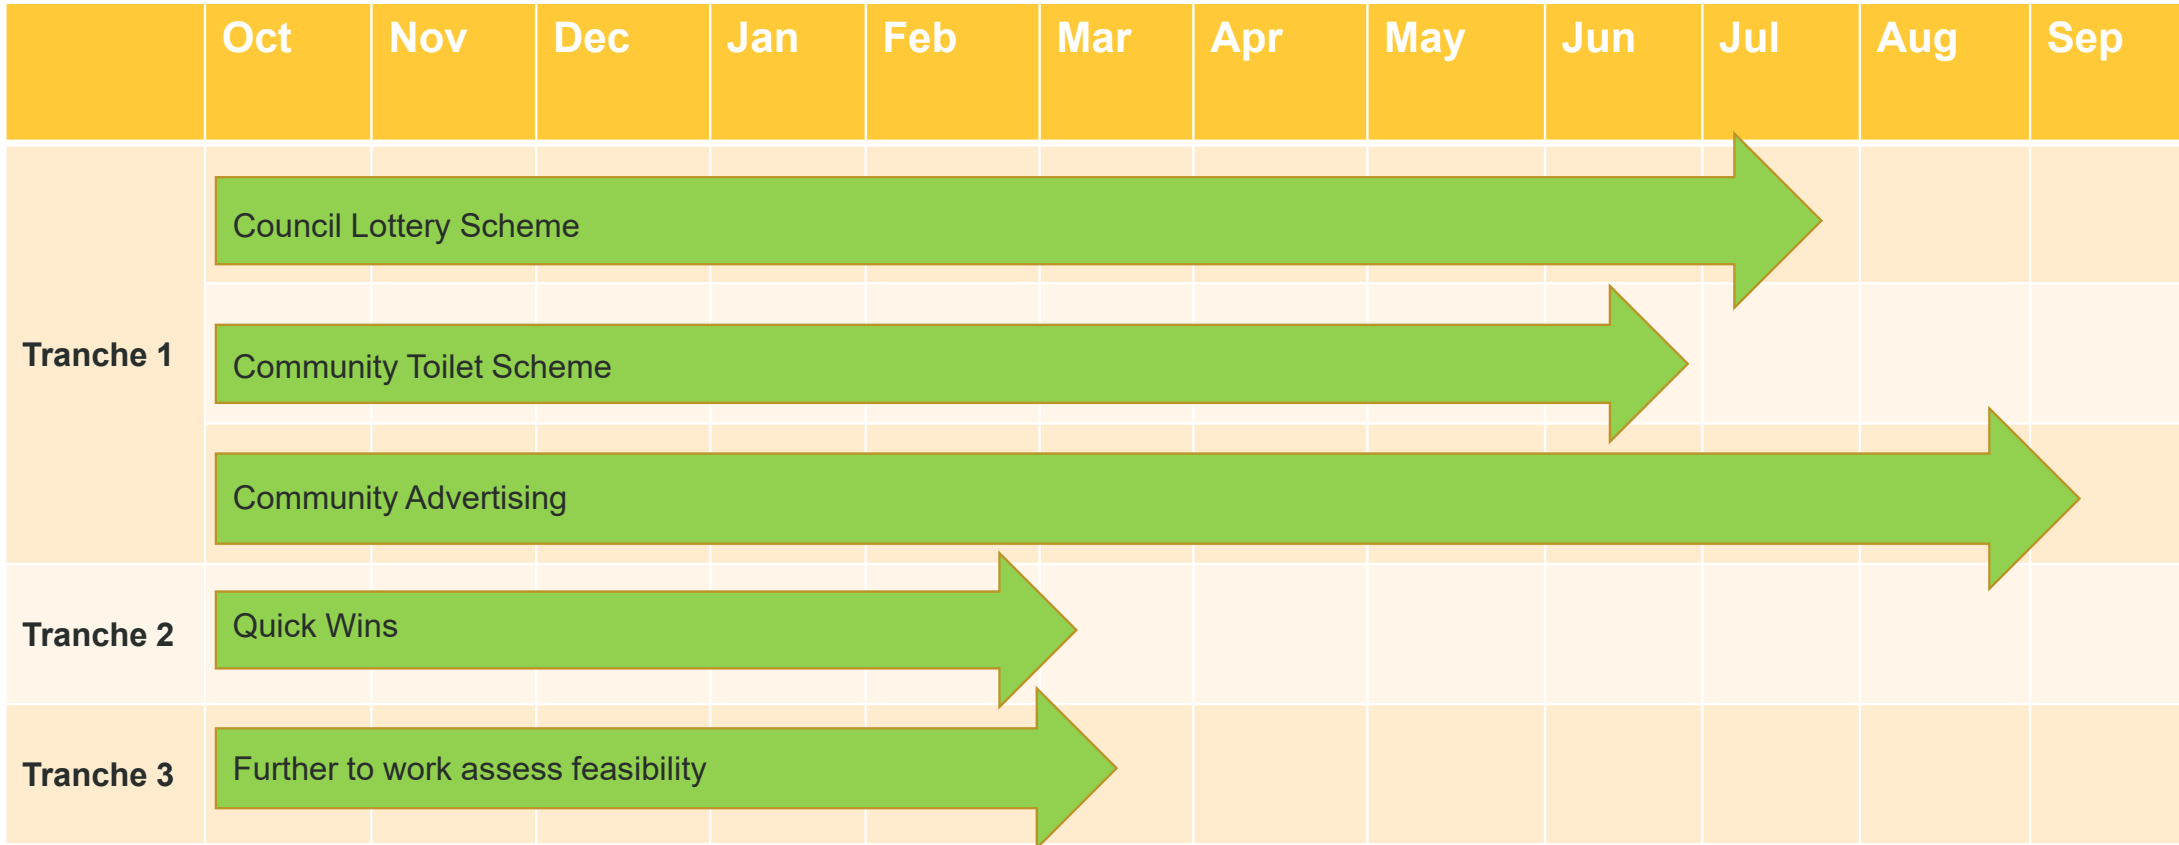 Oct Nov Dec Jan Feb Mar Apr May Jun Jul Aug Sep
Council Lottery Scheme
Tranche 1
Community Toilet Scheme
Community Advertising
Tranche 2
Quick Wins
Tranche 3
Further to work assess feasibility